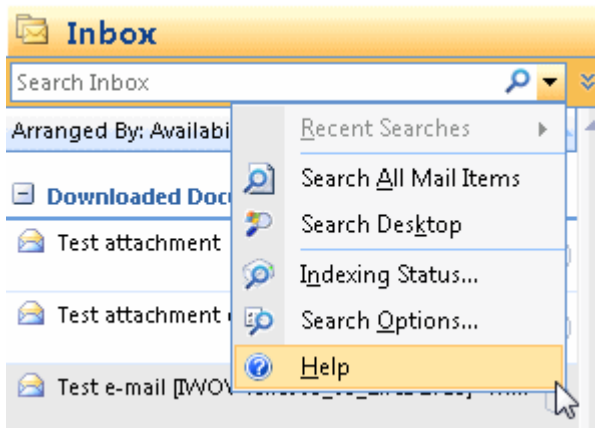 Inbox
Search Inbox
Arranged By: Availabi
Recent Searches
Search All Mail Items
Downloaded Doc
Search Desktop
Test attachment
Indexing Status...
Test attachment
Search Options...
Help
Test e-mail